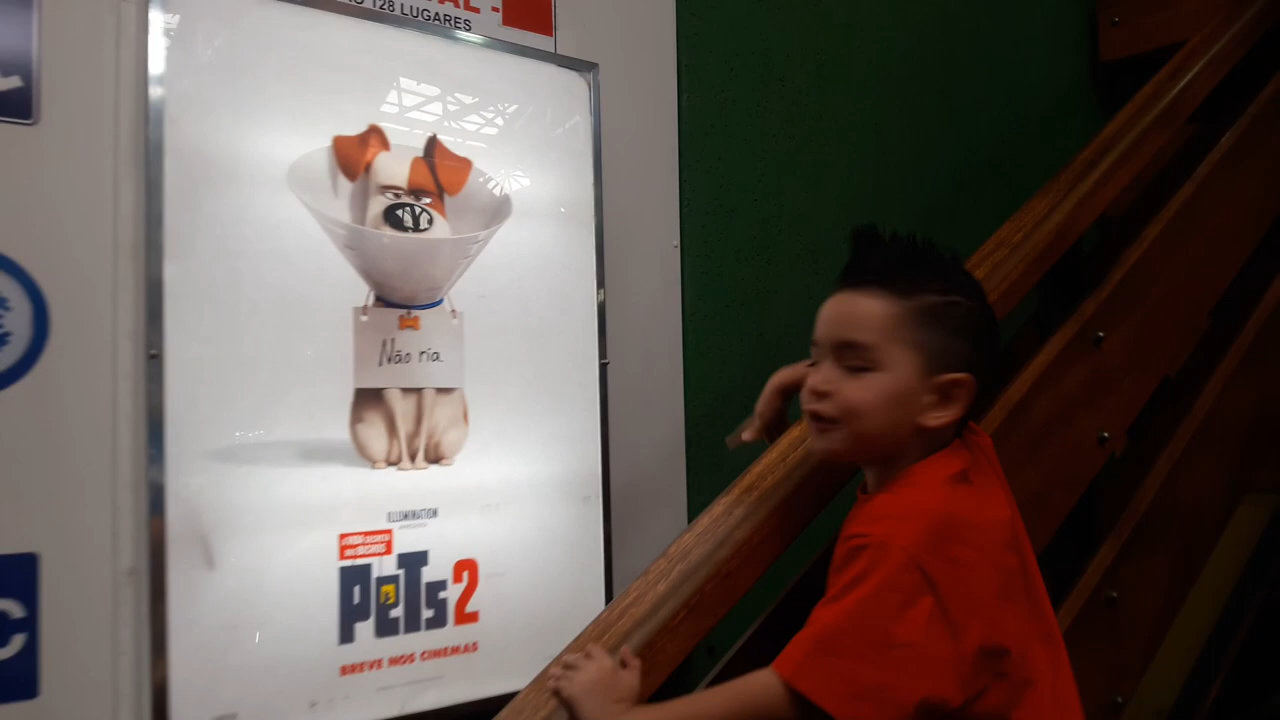 128 LUGARES
Não ria.
ILLUMINATION
PETS 2
BREVE NOS CINEMAS
C